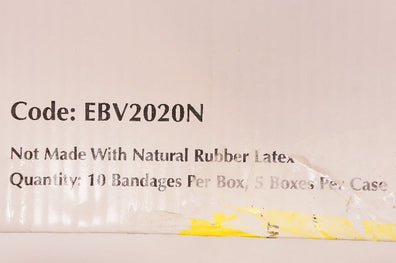 Code: EBV2020N
Not Made With Natural Rubber Latex
Quantity: 10 Bandages Per Box, 5 Boxes Per Case